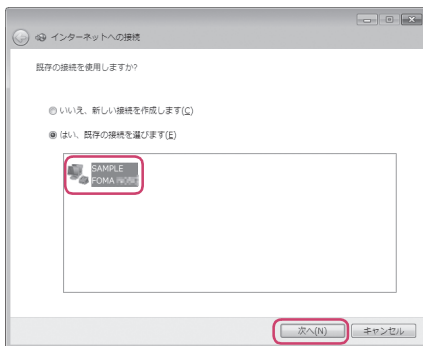 インターネットへの接続
既存の接続を使用しますか?
いいえ、新しい接続を作成します(C)
はい、既存の接続を選びます(E)
SAMPLE
FOMA
次へ(N)
キャンセル